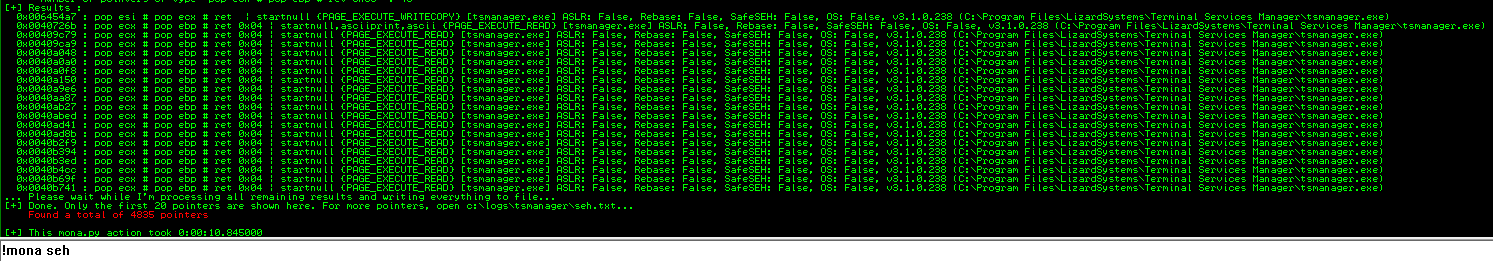 [+] Results :
0x006454a7 : pop esi # pop ecx # ret | startnull {PAGE_EXECUTE_WRITECOPY} [tsmanager.exe] ASLR: False, Rebase: False, SafeSEH: False, OS: False, v3.1.0.238 (C:\Program Files\LizardSystems\Terminal Services Manager\tsmanager.exe)
0x0040726b : pop ecx # pop ebp # ret 0x04 | startnull,asciiprint,ascii {PAGE_EXECUTE_READ} [tsmanager.exe] ASLR: False, Rebase: False, SafeSEH: False, OS: False, v3.1.0.238 (C:\Program Files\LizardSystems\Terminal Services Manager\tsmanager.exe)
0x00409c79 : pop ecx # pop ebp # ret 0x04 | startnull {PAGE_EXECUTE_READ} [tsmanager.exe] ASLR: False, Rebase: False, SafeSEH: False, OS: False, v3.1.0.238 (C:\Program Files\LizardSystems\Terminal Services Manager\tsmanager.exe)
0x00409ca9 : pop ecx # pop ebp # ret 0x04 | startnull {PAGE_EXECUTE_READ} [tsmanager.exe] ASLR: False, Rebase: False, SafeSEH: False, OS: False, v3.1.0.238 (C:\Program Files\LizardSystems\Terminal Services Manager\tsmanager.exe)
0x0040a048 : pop ecx # pop ebp # ret 0x04 | startnull {PAGE_EXECUTE_READ} [tsmanager.exe] ASLR: False, Rebase: False, SafeSEH: False, OS: False, v3.1.0.238 (C:\Program Files\LizardSystems\Terminal Services Manager\tsmanager.exe)
0x0040a0a0 : pop ecx # pop ebp # ret 0x04 | startnull {PAGE_EXECUTE_READ} [tsmanager.exe] ASLR: False, Rebase: False, SafeSEH: False, OS: False, v3.1.0.238 (C:\Program Files\LizardSystems\Terminal Services Manager\tsmanager.exe)
0x0040a0f8 : pop ecx # pop ebp # ret 0x04 | startnull {PAGE_EXECUTE_READ} [tsmanager.exe] ASLR: False, Rebase: False, SafeSEH: False, OS: False, v3.1.0.238 (C:\Program Files\LizardSystems\Terminal Services Manager\tsmanager.exe)
0x0040a150 : pop ecx # pop ebp # ret 0x04 | startnull {PAGE_EXECUTE_READ} [tsmanager.exe] ASLR: False, Rebase: False, SafeSEH: False, OS: False, v3.1.0.238 (C:\Program Files\LizardSystems\Terminal Services Manager\tsmanager.exe)
0x0040a9e6 : pop ecx # pop ebp # ret 0x04 | startnull {PAGE_EXECUTE_READ} [tsmanager.exe] ASLR: False, Rebase: False, SafeSEH: False, OS: False, v3.1.0.238 (C:\Program Files\LizardSystems\Terminal Services Manager\tsmanager.exe)
0x0040aa87 : pop ecx # pop ebp # ret 0x04 | startnull {PAGE_EXECUTE_READ} [tsmanager.exe] ASLR: False, Rebase: False, SafeSEH: False, OS: False, v3.1.0.238 (C:\Program Files\LizardSystems\Terminal Services Manager\tsmanager.exe)
0x0040ab27 : pop ecx # pop ebp # ret 0x04 | startnull {PAGE_EXECUTE_READ} [tsmanager.exe] ASLR: False, Rebase: False, SafeSEH: False, OS: False, v3.1.0.238 (C:\Program Files\LizardSystems\Terminal Services Manager\tsmanager.exe)
0x0040abed : pop ecx # pop ebp # ret 0x04 | startnull {PAGE_EXECUTE_READ} [tsmanager.exe] ASLR: False, Rebase: False, SafeSEH: False, OS: False, v3.1.0.238 (C:\Program Files\LizardSystems\Terminal Services Manager\tsmanager.exe)
0x0040ad41 : pop ecx # pop ebp # ret 0x04 | startnull {PAGE_EXECUTE_READ} [tsmanager.exe] ASLR: False, Rebase: False, SafeSEH: False, OS: False, v3.1.0.238 (C:\Program Files\LizardSystems\Terminal Services Manager\tsmanager.exe)
0x0040ad8b : pop ecx # pop ebp # ret 0x04 | startnull {PAGE_EXECUTE_READ} [tsmanager.exe] ASLR: False, Rebase: False, SafeSEH: False, OS: False, v3.1.0.238 (C:\Program Files\LizardSystems\Terminal Services Manager\tsmanager.exe)
0x0040b2f9 : pop ecx # pop ebp # ret 0x04 | startnull {PAGE_EXECUTE_READ} [tsmanager.exe] ASLR: False, Rebase: False, SafeSEH: False, OS: False, v3.1.0.238 (C:\Program Files\LizardSystems\Terminal Services Manager\tsmanager.exe)
0x0040b394 : pop ecx # pop ebp # ret 0x04 | startnull {PAGE_EXECUTE_READ} [tsmanager.exe] ASLR: False, Rebase: False, SafeSEH: False, OS: False, v3.1.0.238 (C:\Program Files\LizardSystems\Terminal Services Manager\tsmanager.exe)
0x0040b3ed : pop ecx # pop ebp # ret 0x04 | startnull {PAGE_EXECUTE_READ} [tsmanager.exe] ASLR: False, Rebase: False, SafeSEH: False, OS: False, v3.1.0.238 (C:\Program Files\LizardSystems\Terminal Services Manager\tsmanager.exe)
0x0040b4cc : pop ecx # pop ebp # ret 0x04 | startnull {PAGE_EXECUTE_READ} [tsmanager.exe] ASLR: False, Rebase: False, SafeSEH: False, OS: False, v3.1.0.238 (C:\Program Files\LizardSystems\Terminal Services Manager\tsmanager.exe)
0x0040b69f : pop ecx # pop ebp # ret 0x04 | startnull {PAGE_EXECUTE_READ} [tsmanager.exe] ASLR: False, Rebase: False, SafeSEH: False, OS: False, v3.1.0.238 (C:\Program Files\LizardSystems\Terminal Services Manager\tsmanager.exe)
0x0040b741 : pop ecx # pop ebp # ret 0x04 | startnull {PAGE_EXECUTE_READ} [tsmanager.exe] ASLR: False, Rebase: False, SafeSEH: False, OS: False, v3.1.0.238 (C:\Program Files\LizardSystems\Terminal Services Manager\tsmanager.exe)
... Please wait while I'm processing all remaining results and writing everything to file...
[+] Done. Only the first 20 pointers are shown here. For more pointers, open c:\logs\tsmanager\seh.txt...
Found a total of 4835 pointers
[+] This mona.py action took 0:00:10.845000
!mona seh